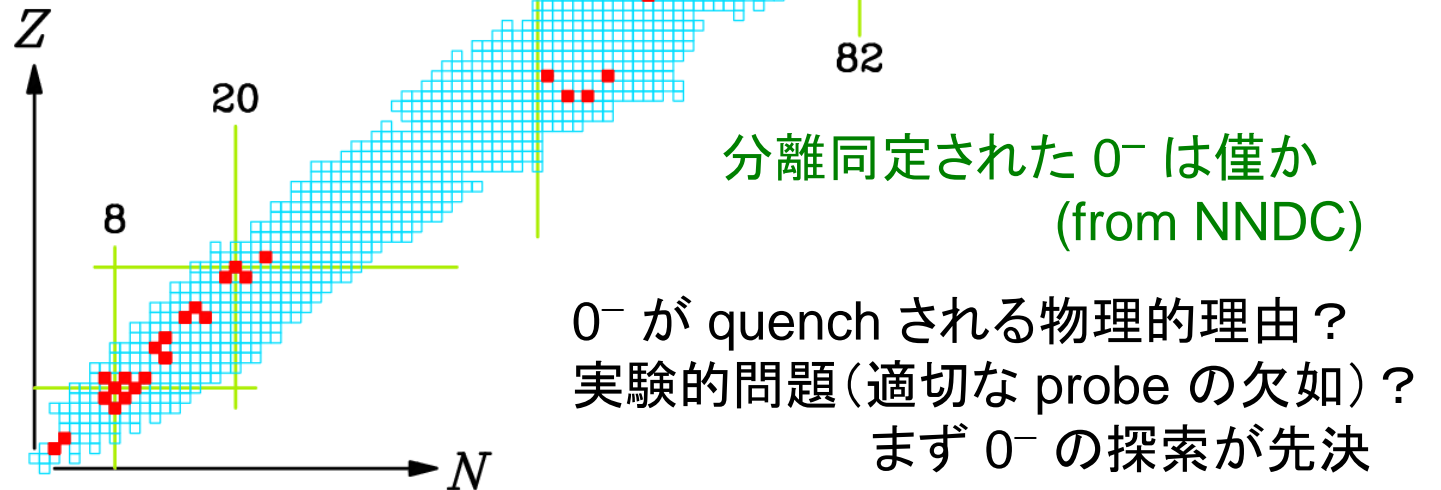 Z
82
20
分離同定された 0− は僅か
(from NNDC)
8
0− が quench される物理的理由？
実験的問題（適切な probe の欠如）？
まず 0− の探索が先決
N